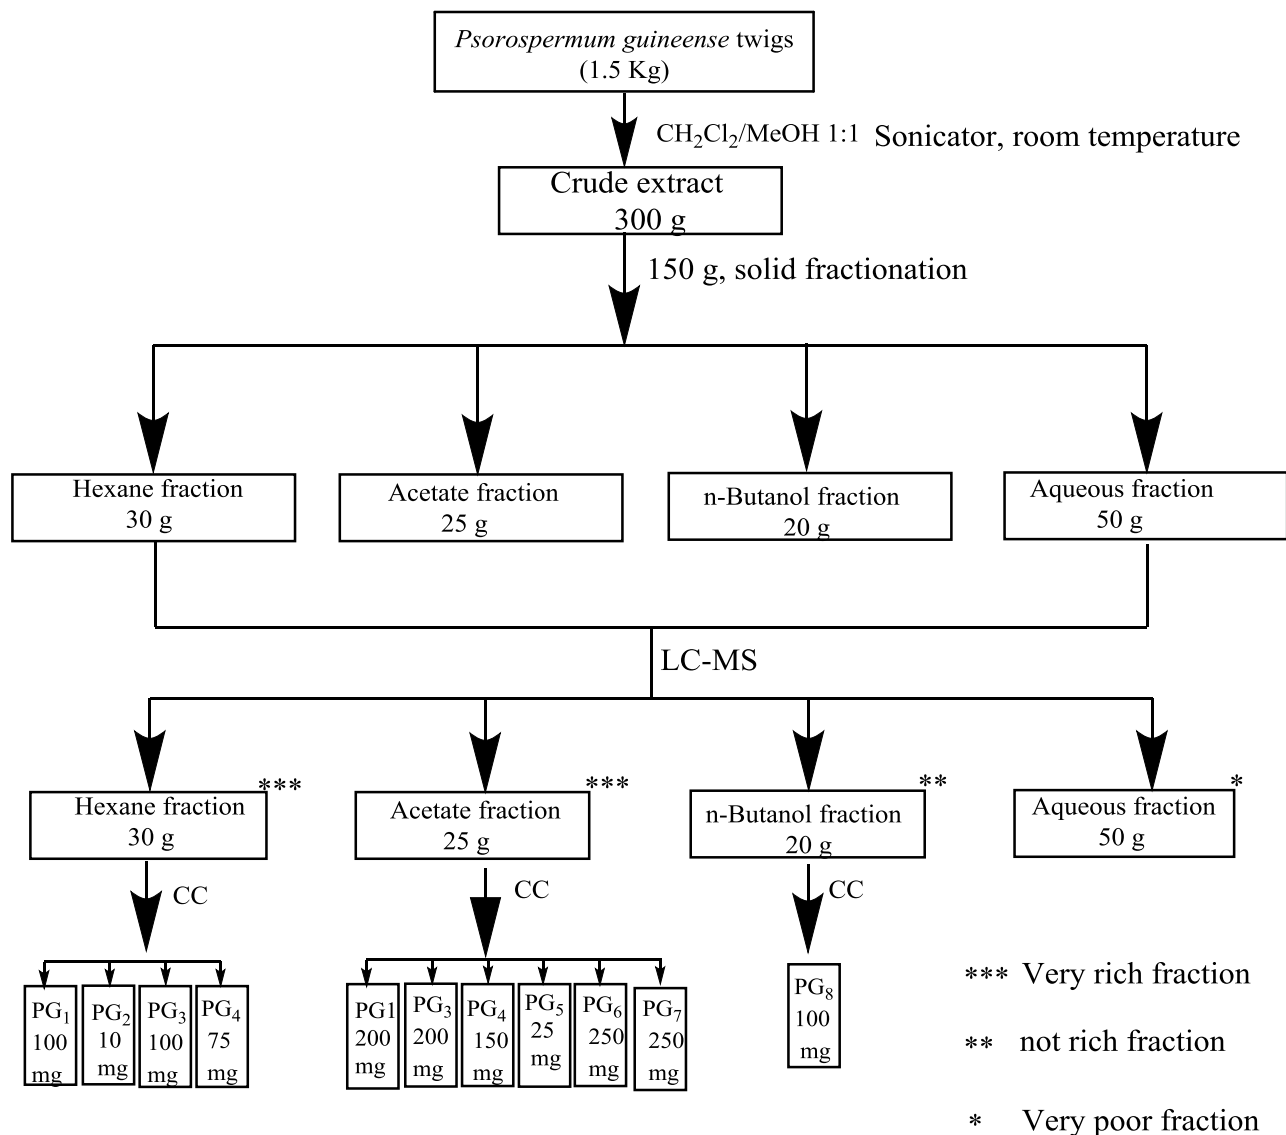 Psorospermum guineense twigs
(1.5 Kg)
CH₂Cl₂/MeOH 1:1 Sonicator, room temperature
Crude extract
300 g
150 g, solid fractionation
Hexane fraction
30 g
Acetate fraction
25 g
n-Butanol fraction
20 g
Aqueous fraction
50 g
LC-MS
***
Hexane fraction
30 g
***
Acetate fraction
25 g
**
n-Butanol fraction
20 g
*
Aqueous fraction
50 g
CC
CC
CC
PG₁
100
mg
PG₂
10
mg
PG₃
100
mg
PG₄
75
mg
PG1
200
mg
PG₃
200
mg
PG₄
150
mg
PG₅
25
mg
PG₆
250
mg
PG₇
250
mg
PG₈
100
mg
*** Very rich fraction
** not rich fraction
* Very poor fraction